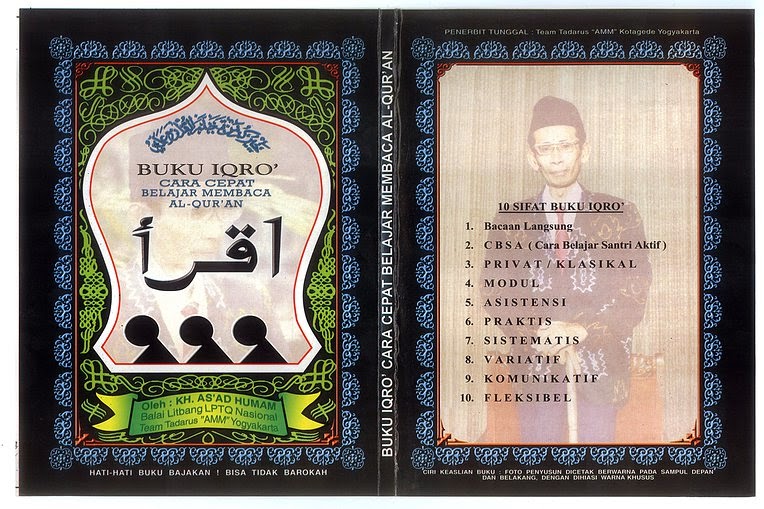 BUKU IQRO'
CARA CEPAT
BELAJAR MEMBACA
AL-QUR'AN
اقرأ
Oleh : KH. AS'AD HUMAM
Balai Litbang LPTQ Nasional
Team Tadarus "AMM" Yogyakarta
HATI-HATI BUKU BAJAKAN ! BISA TIDAK BAROKAH
BUKU IQRO' CARA CEPAT BELAJAR MEMBACA AL-QUR'AN
PENERBIT TUNGGAL : Team Tadarus "AMM" Kotagede Yogyakarta
10 SIFAT BUKU IQRO'
1. Bacaan Langsung
2. CBSA ( Cara Belajar Santri Aktif )
3. PRIVAT / KLASIKAL
4. MODUL
5. ASISTENSI
6. PRAKTIS
7. SISTEMATIS
8. VARIATIF
9. KOMUNIKATIF
10. FLEKSIBEL
CIRI KEASLIAN BUKU : FOTO PENYUSUN DICETAK BERWARNA PADA SAMPUL DEPAN
DAN BELAKANG, DENGAN DIHIASI WARNA KHUSUS